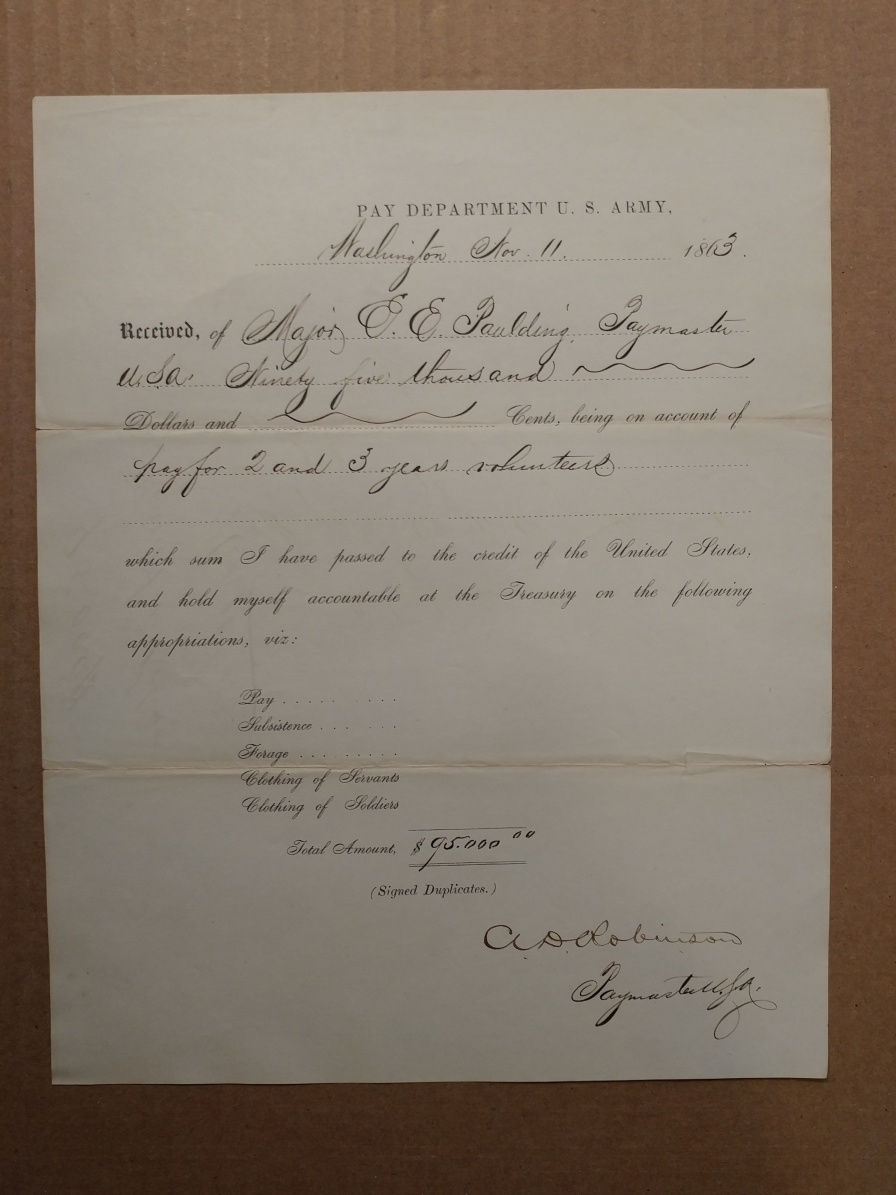 PAY DEPARTMENT U. S. ARMY,
Washington Nov. 11. 1863.
Received, of Major E. E. Paulding, Paymaster
U.S.a. Ninety five thousand
Dollars and Cents, being on account of
pay for 2 and 3 years volunteers
which sum I have passed to the credit of the United States,
and hold myself accountable at the Treasury on the following
appropriations, viz:
Pay . . . . . . . . .
Subsistence . . . . . .
Forage . . . . . . . . .
Clothing of Servants
Clothing of Soldiers
Total Amount, $95.000 00
(Signed Duplicates.)
A. D. Robinson
Paymaster U.S.A.